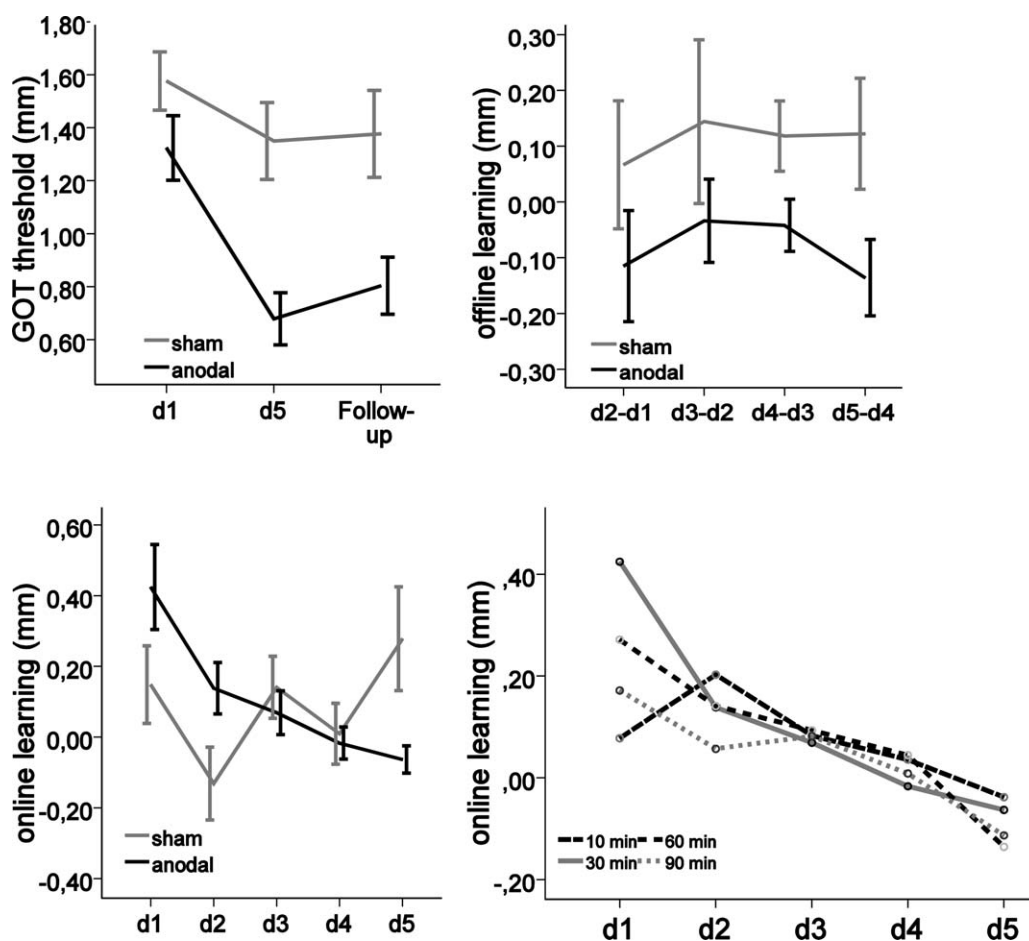 GOT threshold (mm)
1,80
1,60
1,40
1,20
1,00
0,80
0,60
sham
anodal
d1 d5 Follow-
up
offline learning (mm)
0,30
0,20
0,10
0,00
-0,10
-0,20
-0,30
sham
anodal
d2-d1 d3-d2 d4-d3 d5-d4
online learning (mm)
0,60
0,40
0,20
0,00
-0,20
-0,40
sham
anodal
d1 d2 d3 d4 d5
online learning (mm)
,40
,20
,00
-,20
10 min 60 min
30 min 90 min
d1 d2 d3 d4 d5